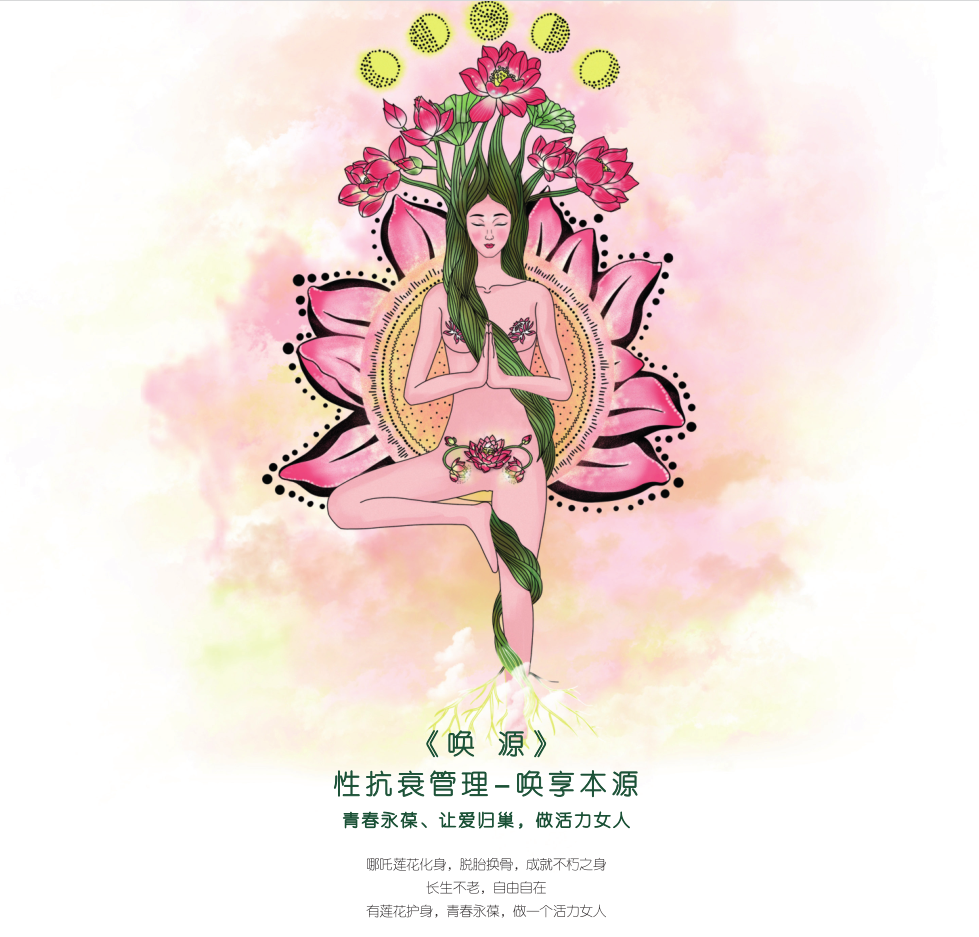 《唤 源》
性抗衰管理-唤享本源
青春永葆、让爱归巢，做活力女人
哪吒莲花化身，脱胎换骨，成就不朽之身
长生不老，自由自在
有莲花护身，青春永葆，做一个活力女人